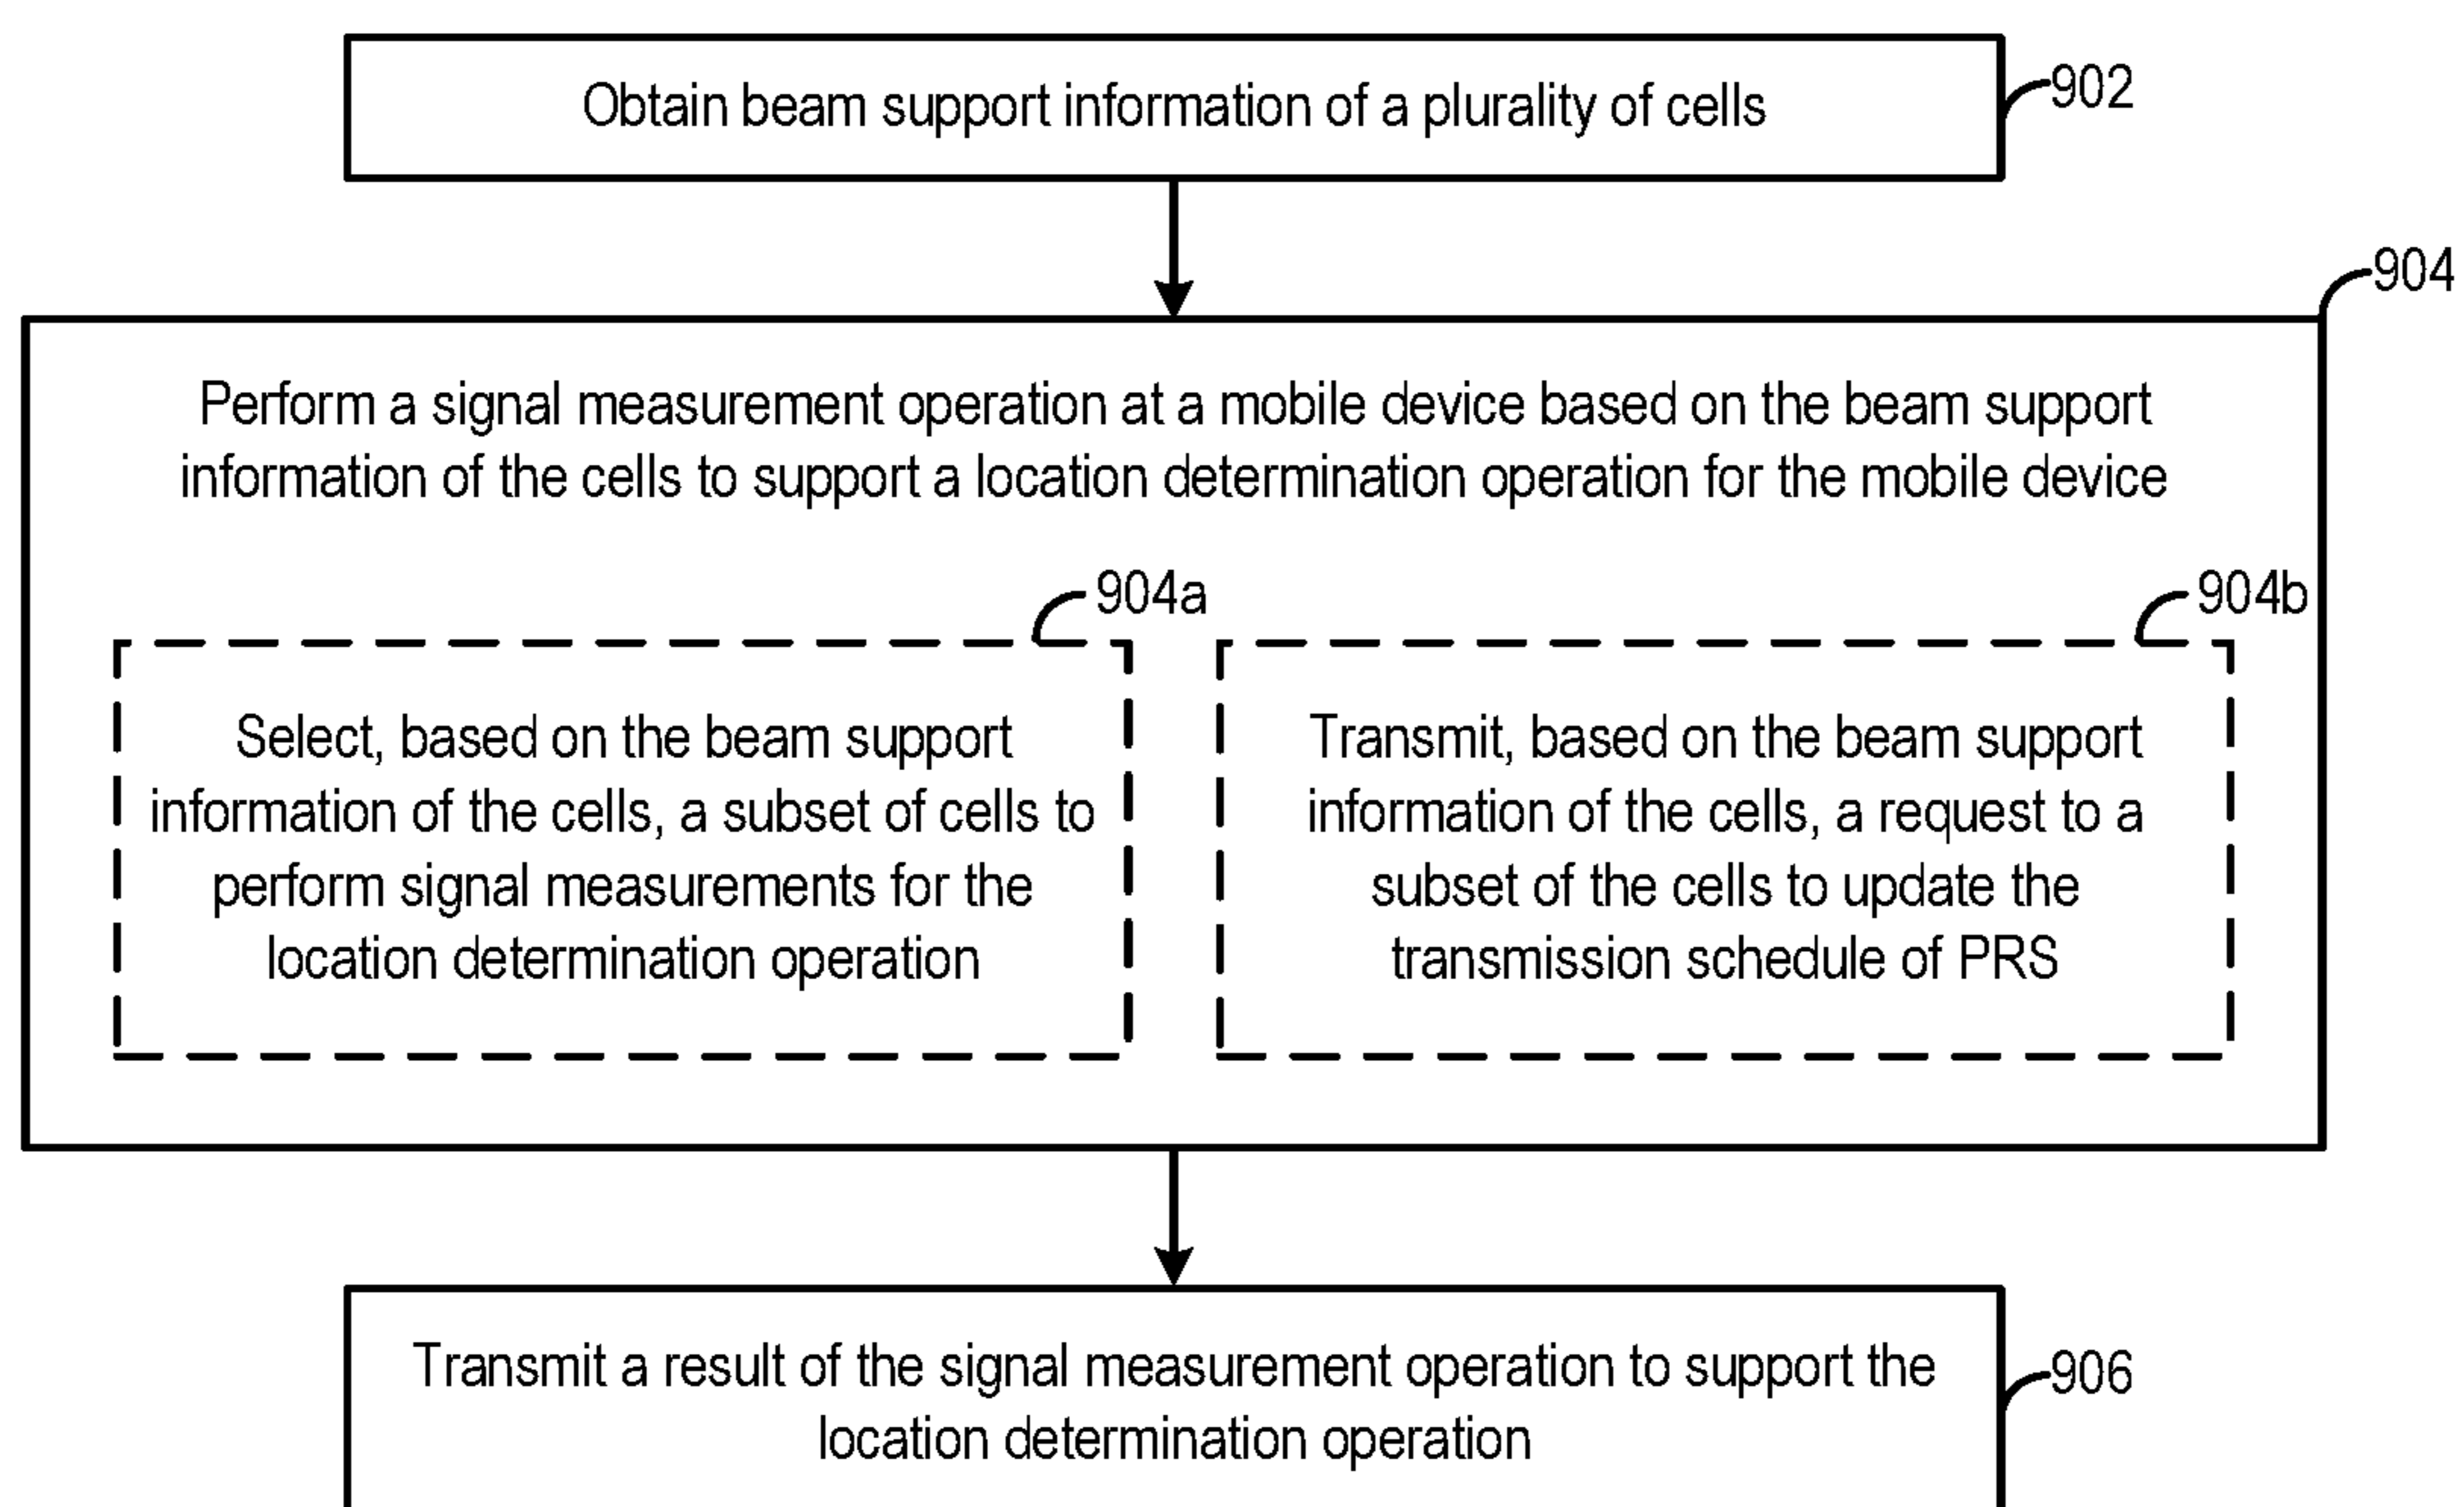 Obtain beam support information of a plurality of cells
902
904
Perform a signal measurement operation at a mobile device based on the beam support
information of the cells to support a location determination operation for the mobile device
904a
Select, based on the beam support
information of the cells, a subset of cells to
perform signal measurements for the
location determination operation
904b
Transmit, based on the beam support
information of the cells, a request to a
subset of the cells to update the
transmission schedule of PRS
Transmit a result of the signal measurement operation to support the
location determination operation
906